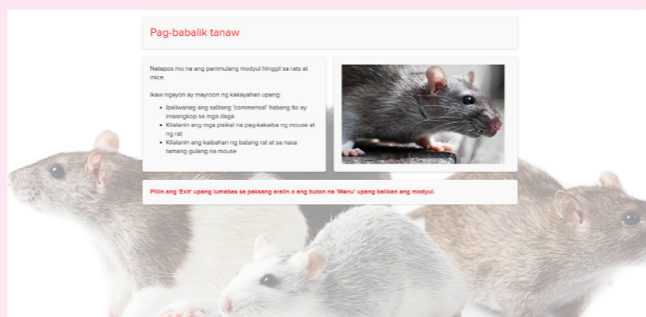 Pag-babalik tanaw
Natapos mo na ang panimulang modyul hinggil sa rats at
mice.
Ikaw ngayon ay mayroon ng kakayahan upang:
• Ipaliwanag ang salitang 'commensal' habang ito ay
iniaangkop sa mga daga
• Kilalanin ang mga pisikal na pag-kakaiba ng mouse at
ng rat
• Kilalanin ang kaibahan ng batang rat at sa nasa
tamang gulang na mouse
Piliin ang 'Exit' upang lumabas sa paksang aralin o ang buton na 'Menu' upang balikan ang modyul.